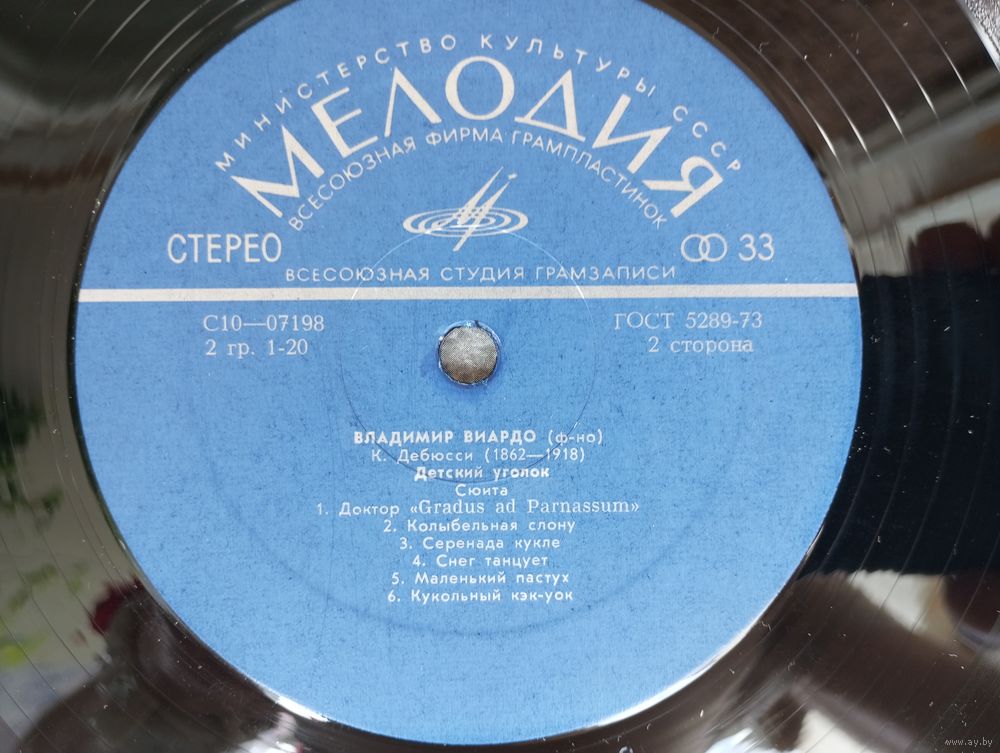 МИНИСТЕРСТВО КУЛЬТУРЫ СССР
МЕЛОДИЯ
ВСЕСОЮЗНАЯ ФИРМА ГРАМПЛАСТИНОК
СТЕРЕО
33
ВСЕСОЮЗНАЯ СТУДИЯ ГРАМЗАПИСИ
С10—07198
ГОСТ 5289-73
2 гр. 1-20
2 сторона
ВЛАДИМИР ВИАРДО (ф-но)
К. Дебюсси (1862—1918)
Детский уголок
Сюита
1. Доктор «Gradus ad Parnassum»
2. Колыбельная слону
3. Серенада кукле
4. Снег танцует
5. Маленький пастух
6. Кукольный кэк-уок
www.ay.by